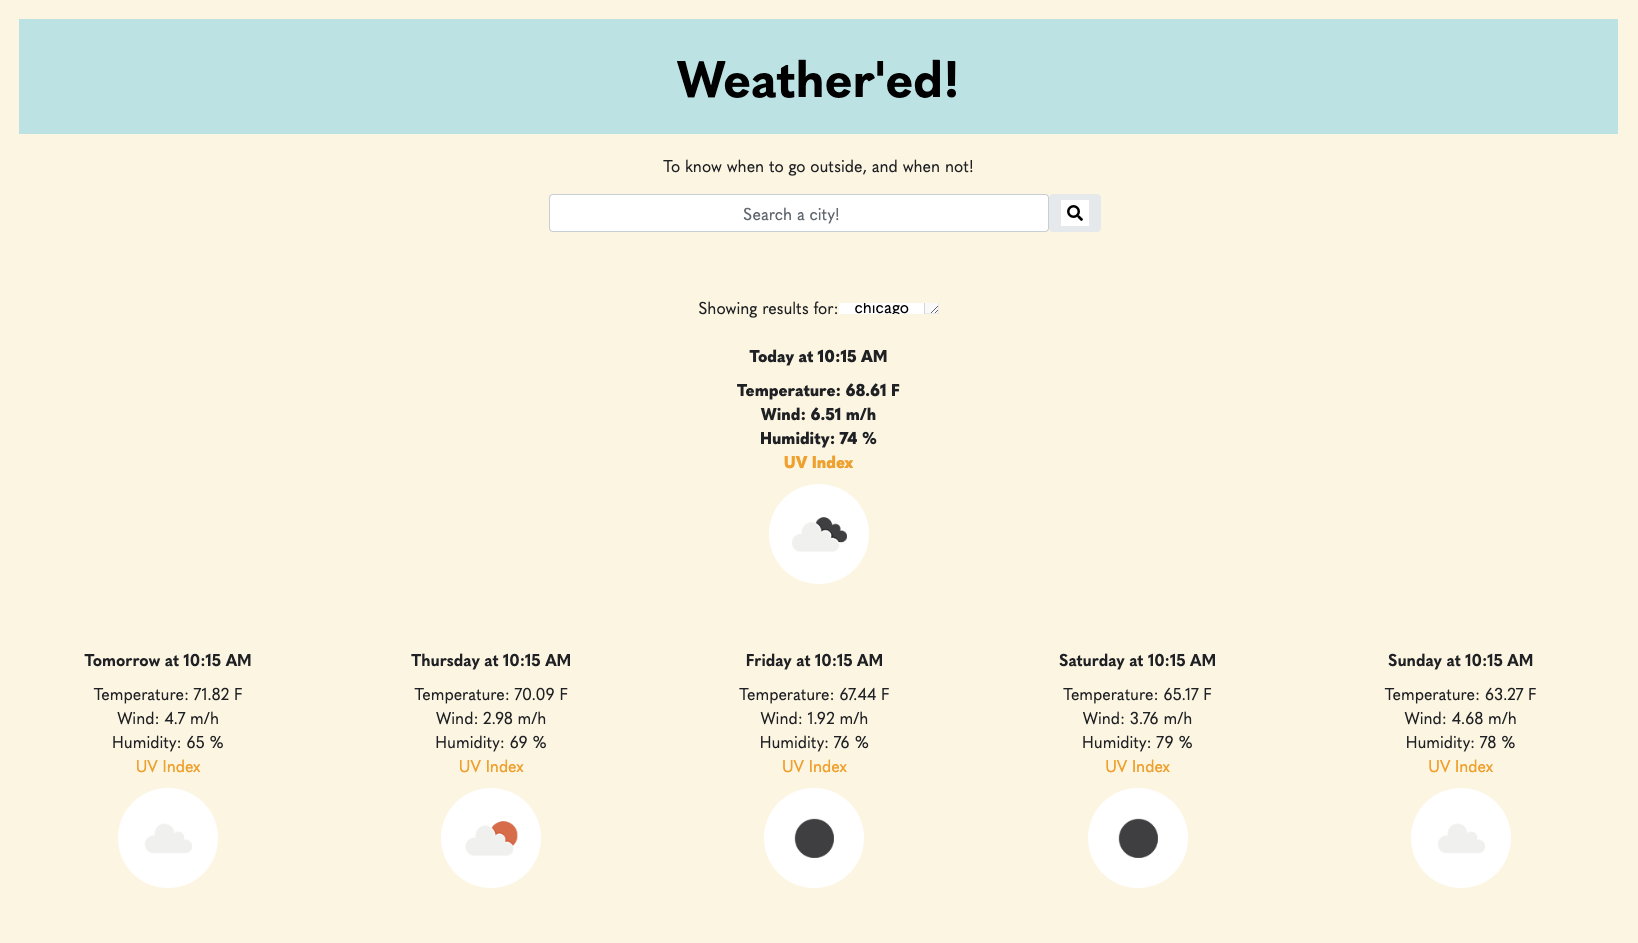 Weather'ed!
To know when to go outside, and when not!
Search a city!
Showing results for: chicago
Today at 10:15 AM
Temperature: 68.61 F
Wind: 6.51 m/h
Humidity: 74 %
UV Index
Tomorrow at 10:15 AM
Temperature: 71.82 F
Wind: 4.7 m/h
Humidity: 65 %
UV Index
Thursday at 10:15 AM
Temperature: 70.09 F
Wind: 2.98 m/h
Humidity: 69 %
UV Index
Friday at 10:15 AM
Temperature: 67.44 F
Wind: 1.92 m/h
Humidity: 76 %
UV Index
Saturday at 10:15 AM
Temperature: 65.17 F
Wind: 3.76 m/h
Humidity: 79 %
UV Index
Sunday at 10:15 AM
Temperature: 63.27 F
Wind: 4.68 m/h
Humidity: 78 %
UV Index